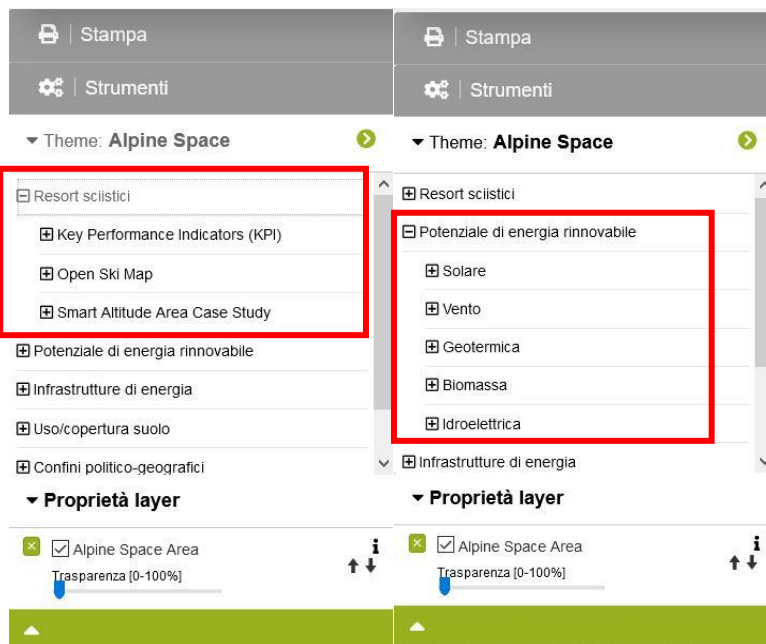 Stampa
Strumenti
Theme: Alpine Space
Resort sciistici
Key Performance Indicators (KPI)
Open Ski Map
Smart Altitude Area Case Study
Potenziale di energia rinnovabile
Infrastrutture di energia
Uso/copertura suolo
Confini politico-geografici
Proprietà layer
Alpine Space Area
Trasparenza [0-100%]
Stampa
Strumenti
Theme: Alpine Space
Resort sciistici
Potenziale di energia rinnovabile
Solare
Vento
Geotermica
Biomassa
Idroelettrica
Infrastrutture di energia
Proprietà layer
Alpine Space Area
Trasparenza [0-100%]